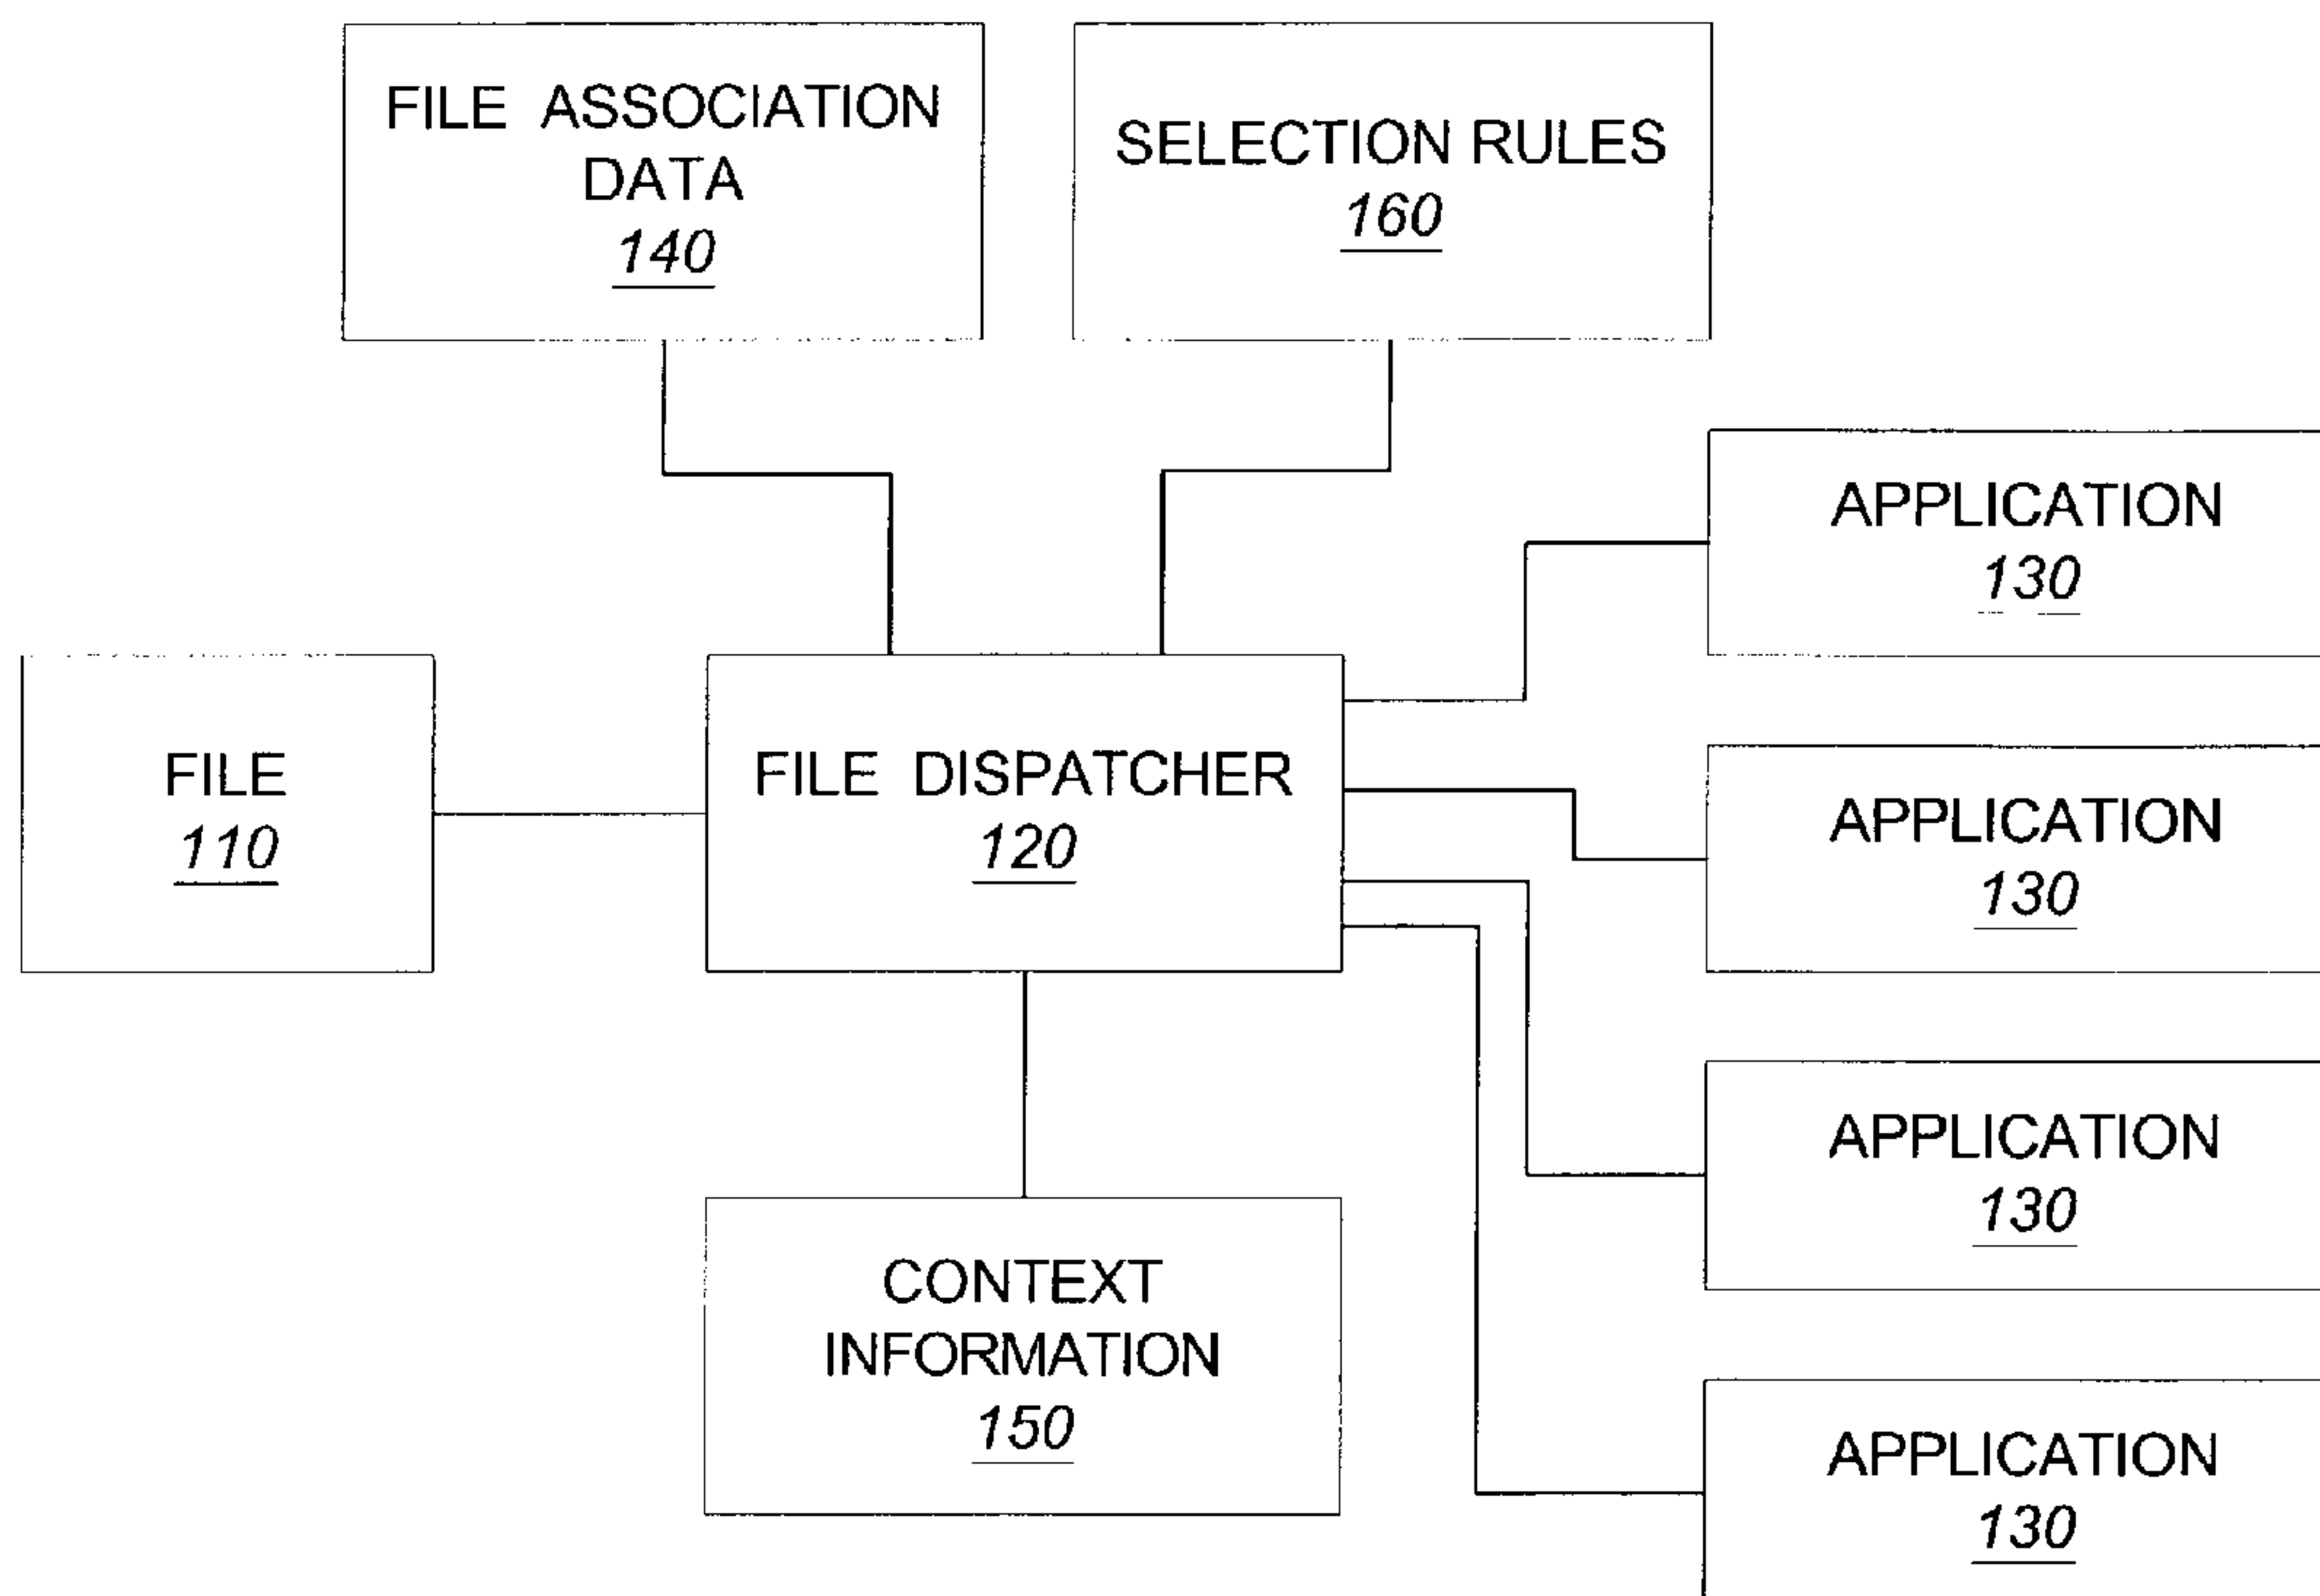 FILE ASSOCIATION
DATA
140
SELECTION RULES
160
APPLICATION
130
FILE
110
FILE DISPATCHER
120
APPLICATION
130
APPLICATION
130
CONTEXT
INFORMATION
150
APPLICATION
130